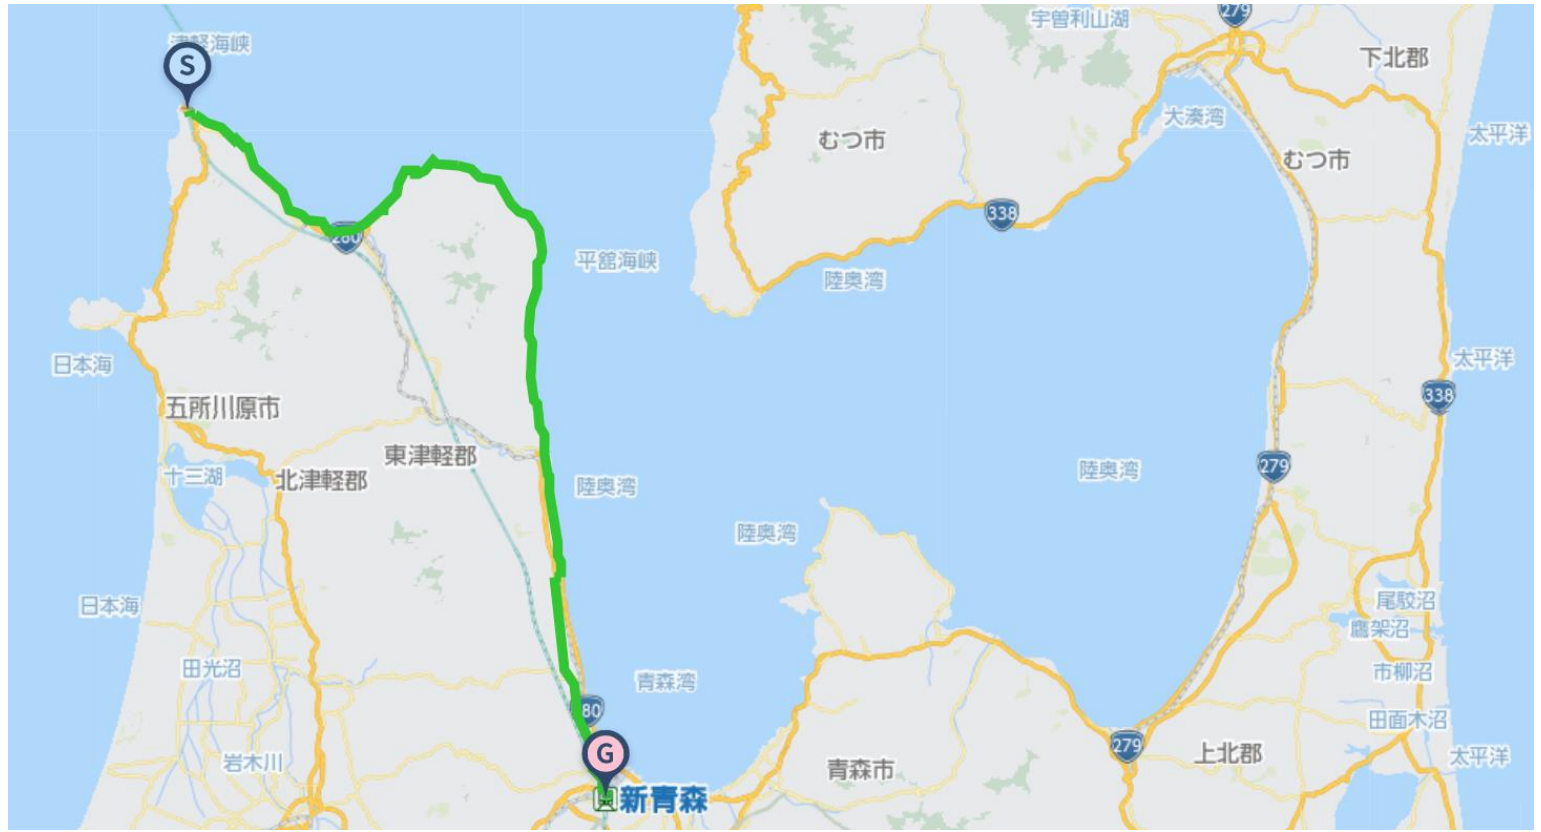 279
宇曽利山湖
津軽海峡
下北郡
S
大湊湾
太平洋
むつ市
むつ市
338
280
平舘海峡
陸奥湾
日本海
太平洋
338
五所川原市
東津軽郡
279
十三湖
北津軽郡
陸奥湾
陸奥湾
陸奥湾
日本海
尾駮沼
鷹架沼
田光沼
青森湾
市柳沼
80
田面木沼
G
279
岩木川
青森市
上北郡
太平洋
新青森